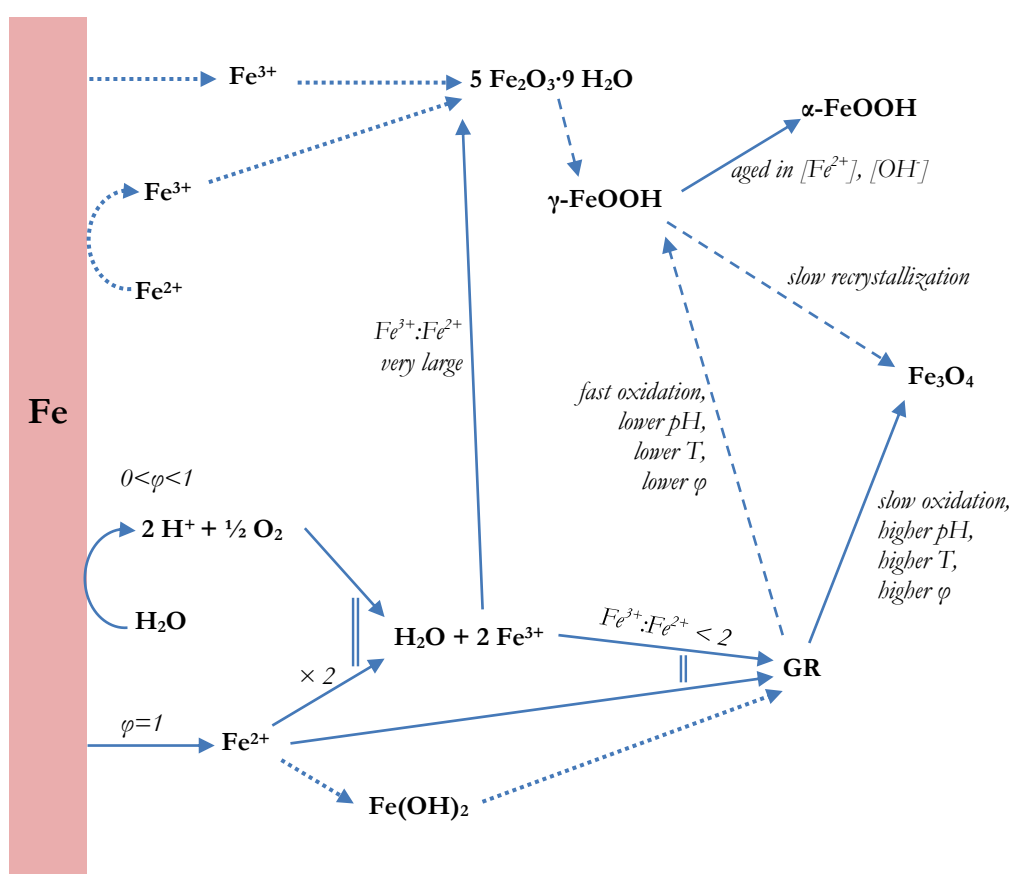 Fe³⁺
5 Fe₂O₃·9 H₂O
α-FeOOH
aged in [Fe²⁺], [OH⁻]
Fe³⁺
γ-FeOOH
Fe²⁺
slow recrystallization
Fe³⁺:Fe²⁺
very large
Fe₃O₄
Fe
fast oxidation,
lower pH,
lower T,
lower φ
0<φ<1
2 H⁺ + ½ O₂
slow oxidation,
higher pH,
higher T,
higher φ
H₂O
H₂O + 2 Fe³⁺
Fe³⁺:Fe²⁺ < 2
GR
× 2
φ=1
Fe²⁺
Fe(OH)₂